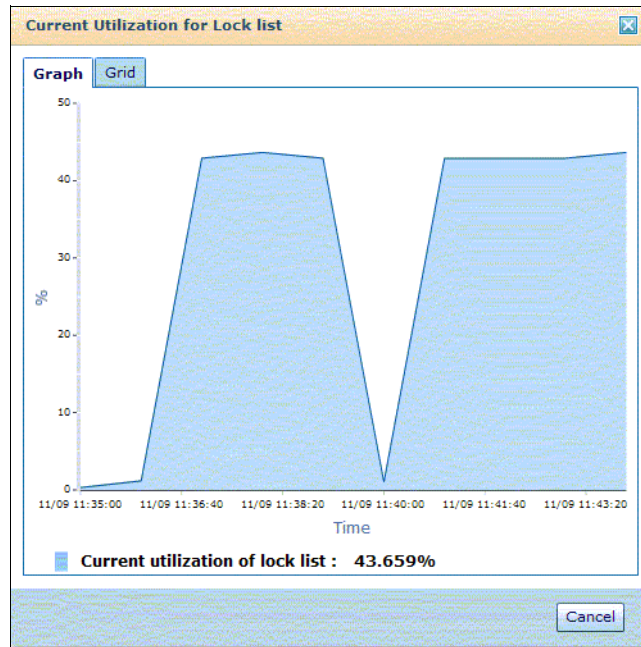 Current Utilization for Lock list
Graph Grid
50
40
30
20
10
0
%
11/09 11:35:00 11/09 11:36:40 11/09 11:38:20 11/09 11:40:00 11/09 11:41:40 11/09 11:43:20
Time
Current utilization of lock list : 43.659%
Cancel